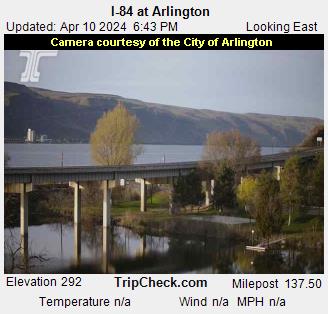 I-84 at Arlington
Updated: Apr 10 2024 6:43 PM Looking East
Camera courtesy of the City of Arlington
Elevation 292 TripCheck.com Milepost 137.50
Temperature n/a Wind n/a MPH n/a